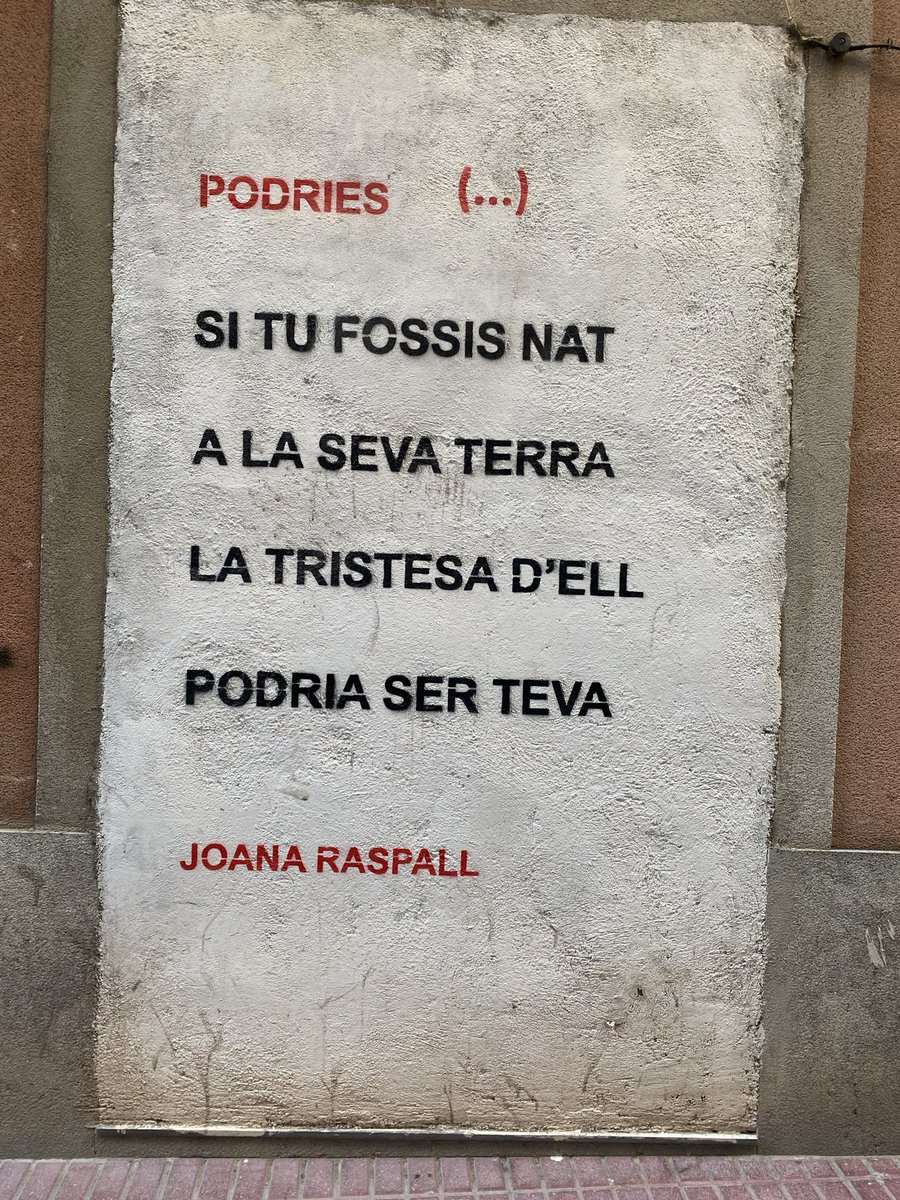 PODRIES (...)
SI TU FOSSIS NAT
A LA SEVA TERRA
LA TRISTESA D'ELL
PODRIA SER TEVA
JOANA RASPALL